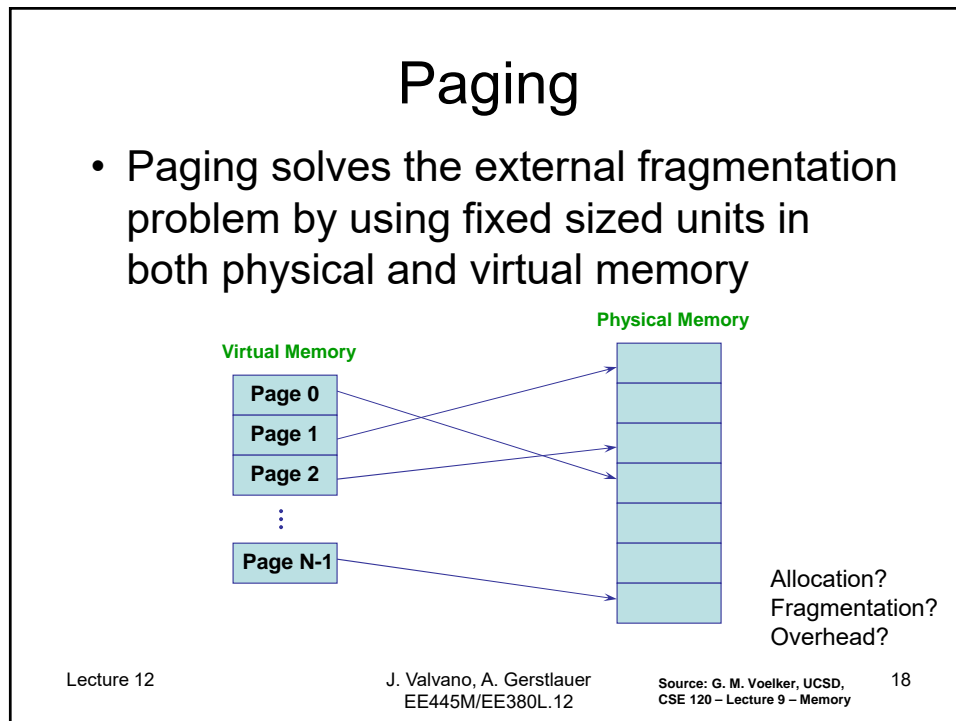 Paging
• Paging solves the external fragmentation
problem by using fixed sized units in
both physical and virtual memory
Physical Memory
Virtual Memory
Page 0
Page 1
Page 2
Page N-1
Allocation?
Fragmentation?
Overhead?
Lecture 12
J. Valvano, A. Gerstlauer
EE445M/EE380L.12
Source: G. M. Voelker, UCSD,
CSE 120 – Lecture 9 – Memory
18